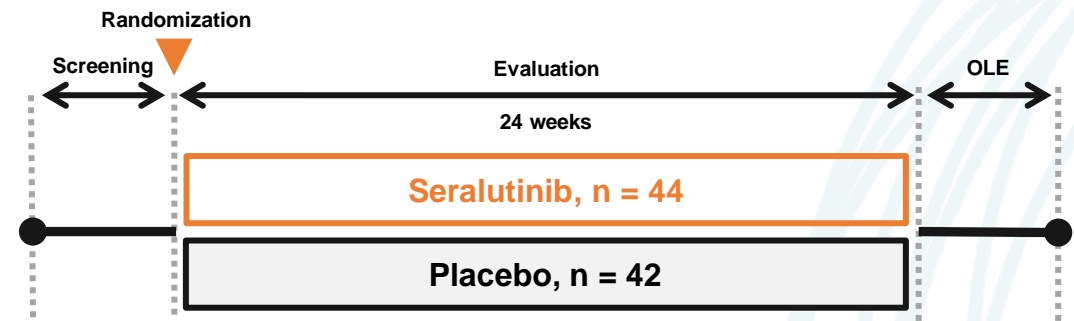 Randomization
Screening
Evaluation
OLE
24 weeks
Seralutinib, n = 44
Placebo, n = 42